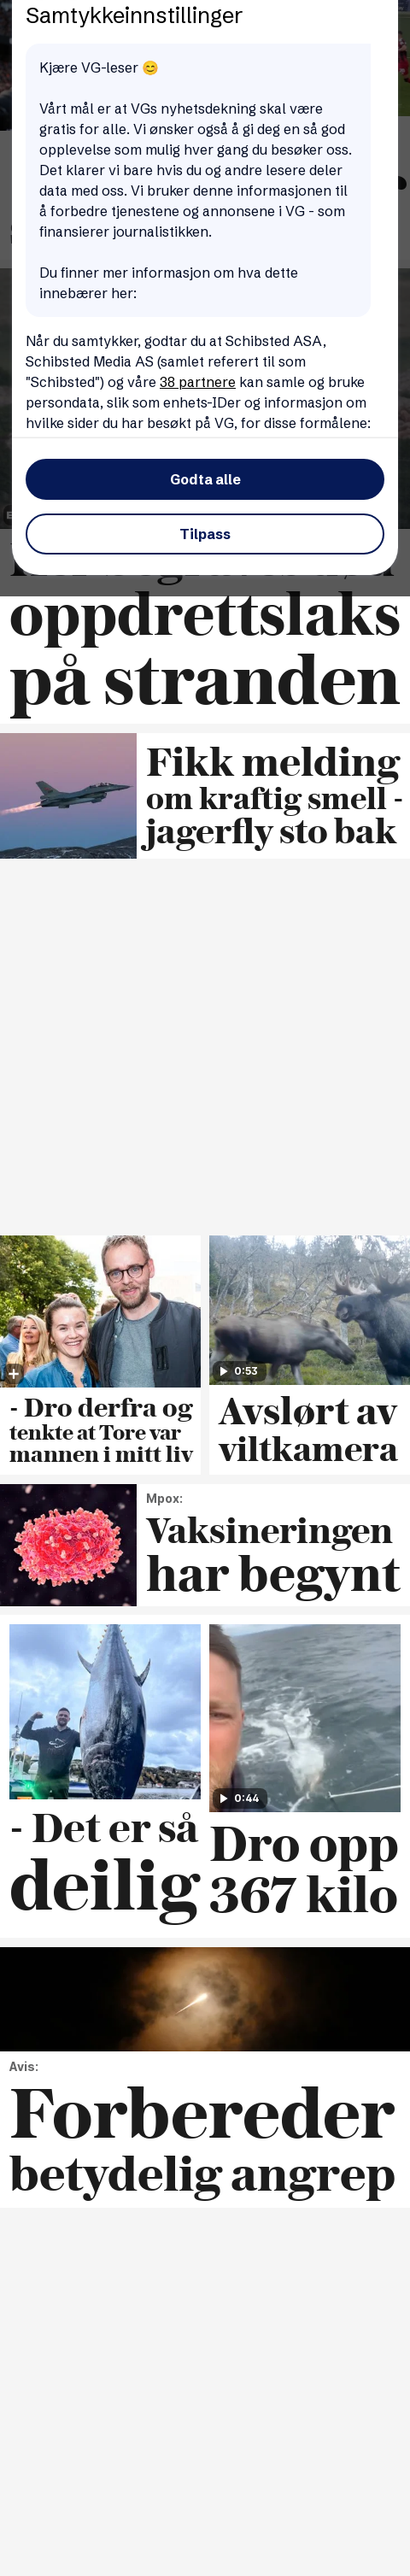 Samtykkeinnstillinger
Kjære VG-leser 😊
Vårt mål er at VGs nyhetsdekning skal være
gratis for alle. Vi ønsker også å gi deg en så god
opplevelse som mulig hver gang du besøker oss.
Det klarer vi bare hvis du og andre lesere deler
data med oss. Vi bruker denne informasjonen til
å forbedre tjenestene og annonsene i VG - som
finansierer journalistikken.
Du finner mer informasjon om hva dette
innebærer her:
Når du samtykker, godtar du at Schibsted ASA,
Schibsted Media AS (samlet referert til som
"Schibsted") og våre 38 partnere kan samle og bruke
persondata, slik som enhets-IDer og informasjon om
hvilke sider du har besøkt på VG, for disse formålene:
Godta alle
Tilpass
oppdrettslaks
på stranden
Fikk melding
om kraftig smell -
jagerfly sto bak
- Dro derfra og
tenkte at Tore var
mannen i mitt liv
0:53
Avslørt av
viltkamera
Mpox:
Vaksineringen
har begynt
- Det er så
deilig
0:44
Dro opp
367 kilo
Avis:
Forbereder
betydelig angrep